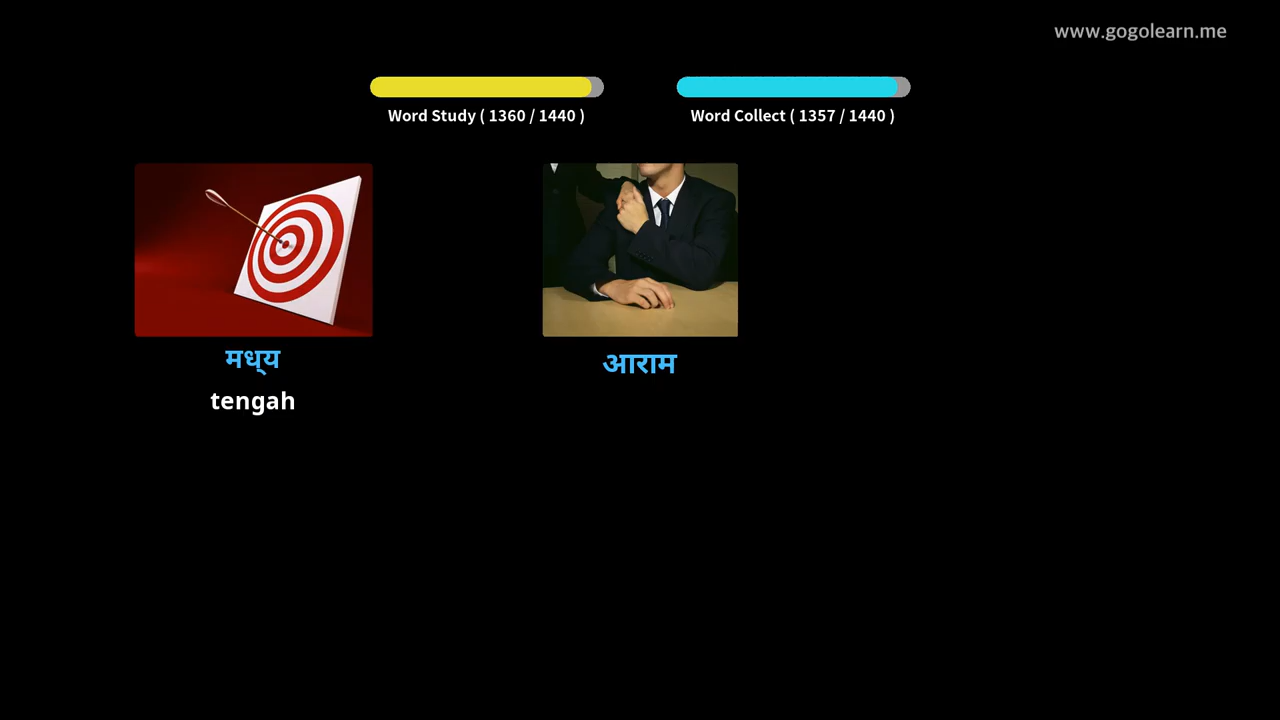 www.gogolearn.me
Word Study ( 1360 / 1440 )
Word Collect ( 1357 / 1440 )
मध्य
आराम
tengah